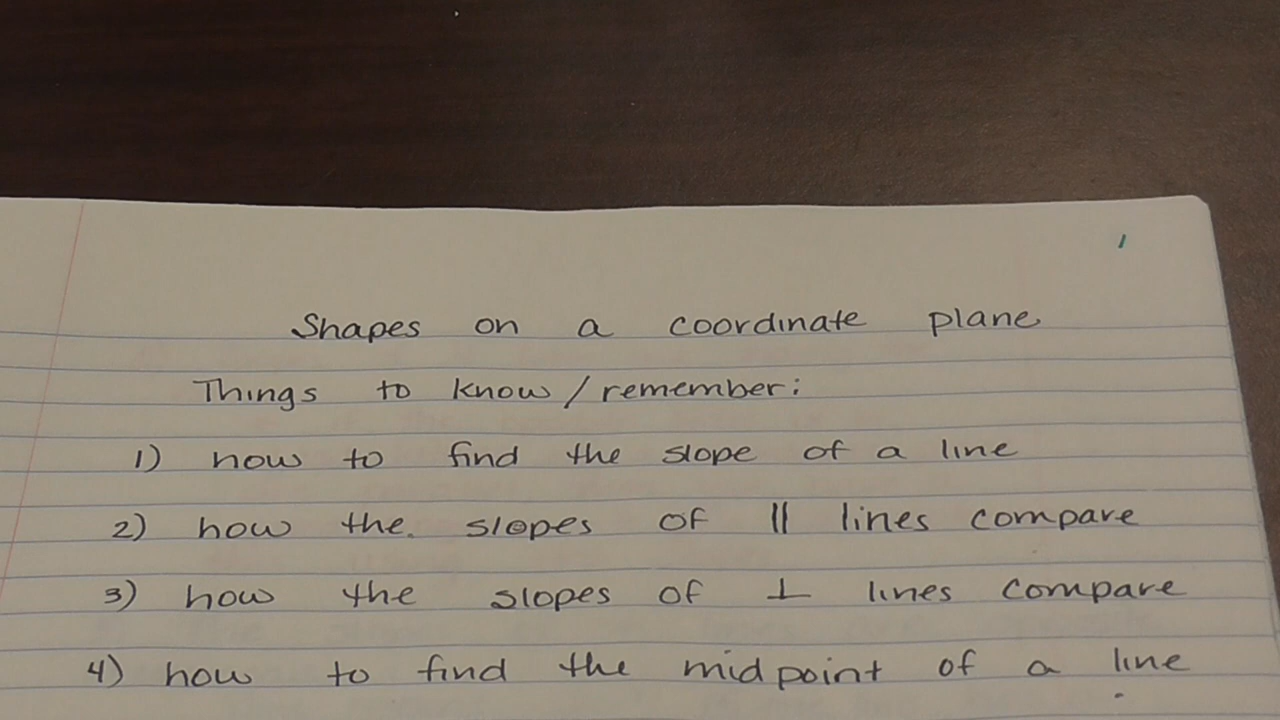 1
Shapes on a coordinate plane
Things to know/remember:
1) how to find the slope of a line
2) how the slopes of || lines compare
3) how the slopes of ⊥ lines compare
4) how to find the midpoint of a line